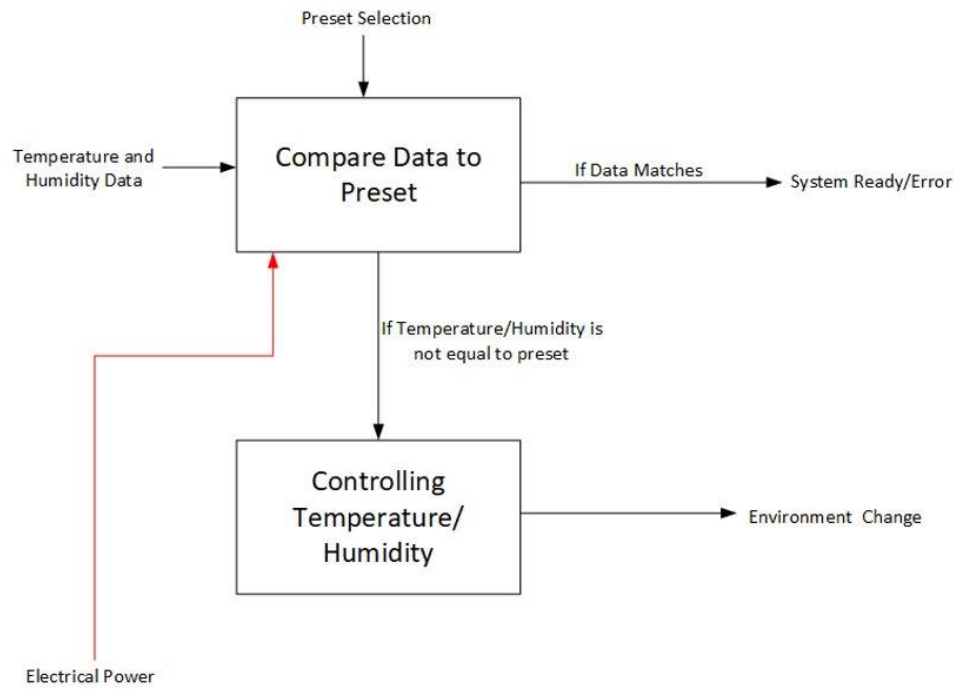 Preset Selection
Temperature and
Humidity Data
Compare Data to
Preset
If Data Matches
System Ready/Error
If Temperature/Humidity is
not equal to preset
Controlling
Temperature/
Humidity
Environment Change
Electrical Power